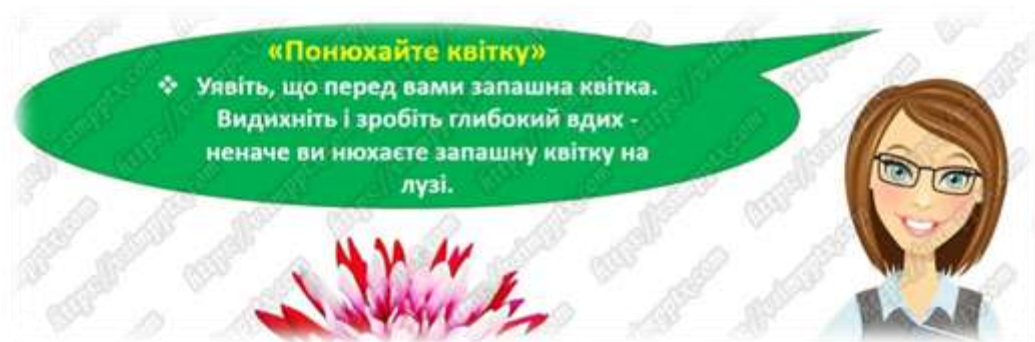 «Понюхайте квітку»
❖ Уявіть, що перед вами запашна квітка.
Видихніть і зробіть глибокий вдих -
неначе ви нюхаєте запашну квітку на
лузі.